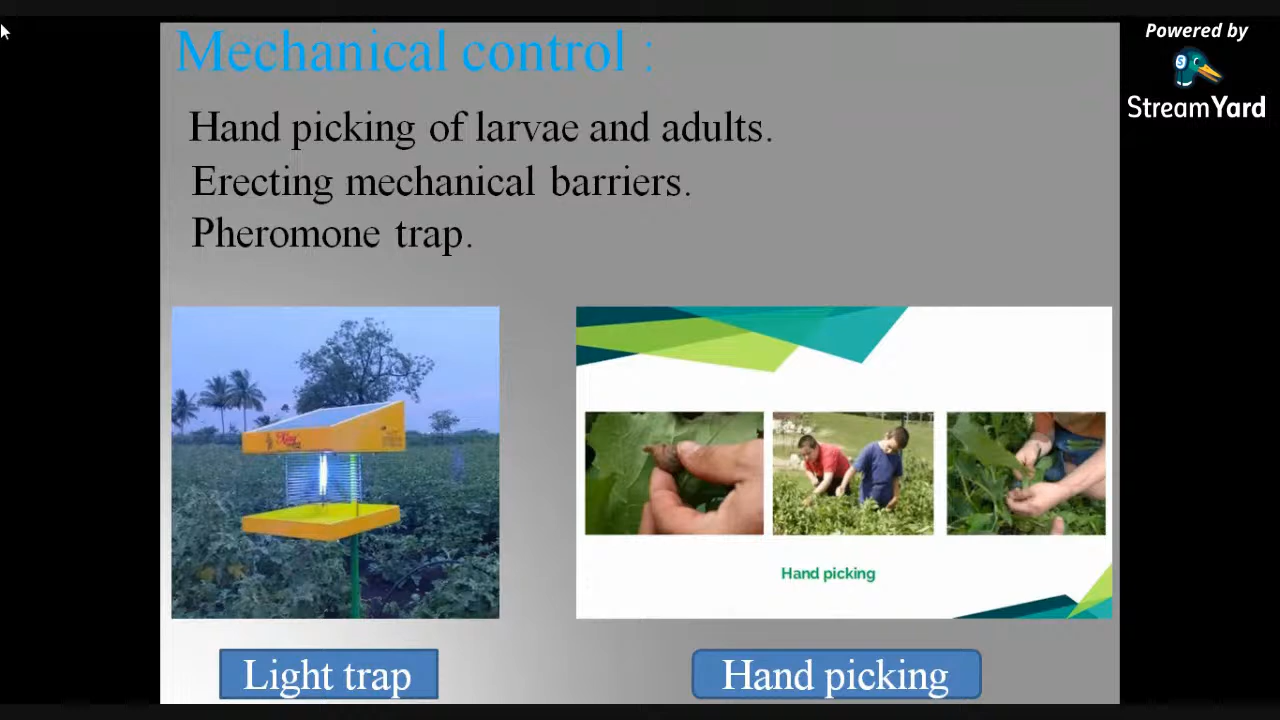 Mechanical control :
Powered by
StreamYard
Hand picking of larvae and adults.
Erecting mechanical barriers.
Pheromone trap.
Hand picking
Light trap
Hand picking